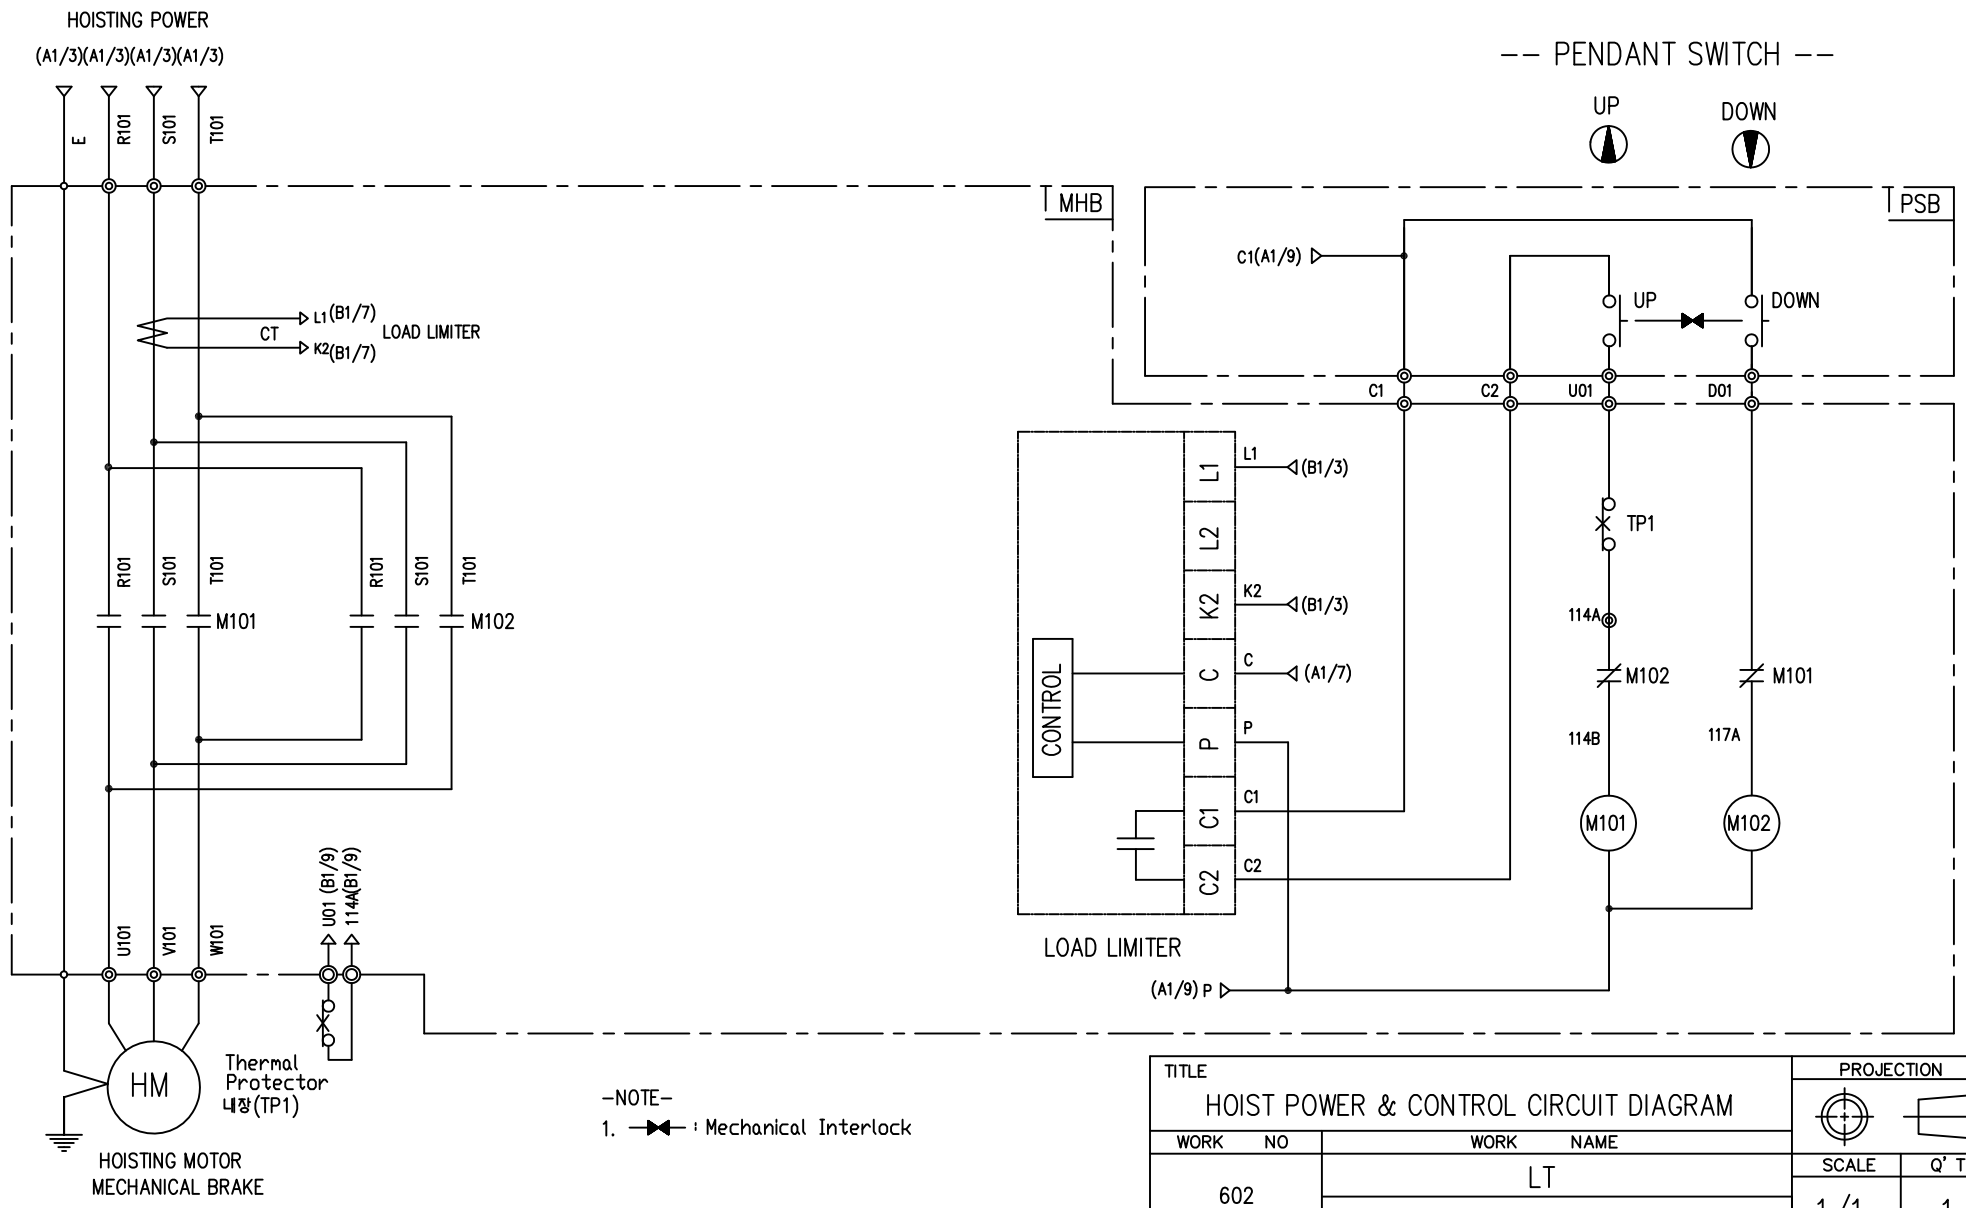 HOISTING POWER
(A1/3)(A1/3)(A1/3)(A1/3)
E
R101
S101
T101
MHB
CT
L1(B1/7)
K2(B1/7)
LOAD LIMITER
R101
S101
T101
M101
R101
S101
T101
M102
U101
V101
W101
U01 (B1/9)
114A(B1/9)
HM
Thermal
Protector
내장(TP1)
HOISTING MOTOR
MECHANICAL BRAKE
-NOTE-
1. : Mechanical Interlock
-- PENDANT SWITCH --
UP
DOWN
PSB
C1(A1/9)
UP
DOWN
C1
C2
U01
D01
L1
L1
(B1/3)
L2
K2
K2
(B1/3)
C
C
(A1/7)
P
P
C1
C1
C2
C2
CONTROL
LOAD LIMITER
(A1/9) P
TP1
114A
M102
M101
114B
117A
M101
M102
TITLE
HOIST POWER & CONTROL CIRCUIT DIAGRAM
PROJECTION
WORK NO
WORK NAME
602
LT
SCALE
Q' T
1 /1
1